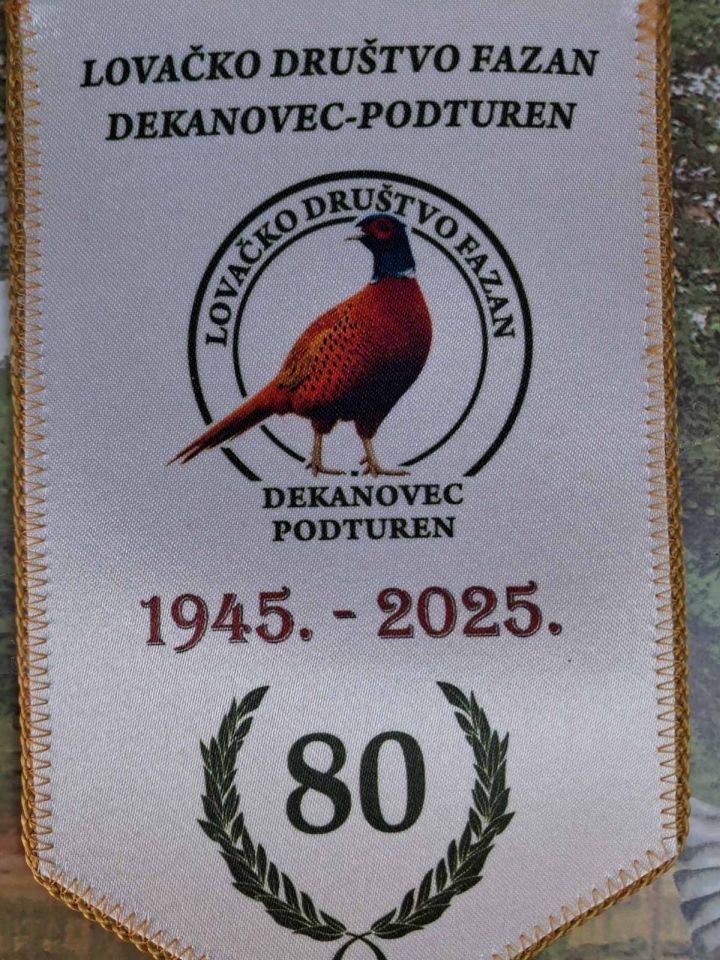 LOVAČKO DRUŠTVO FAZAN
DEKANOVEC-PODTUREN
LOVAČKO DRUŠTVO FAZAN
DEKANOVEC
PODTUREN
1945. - 2025.
80